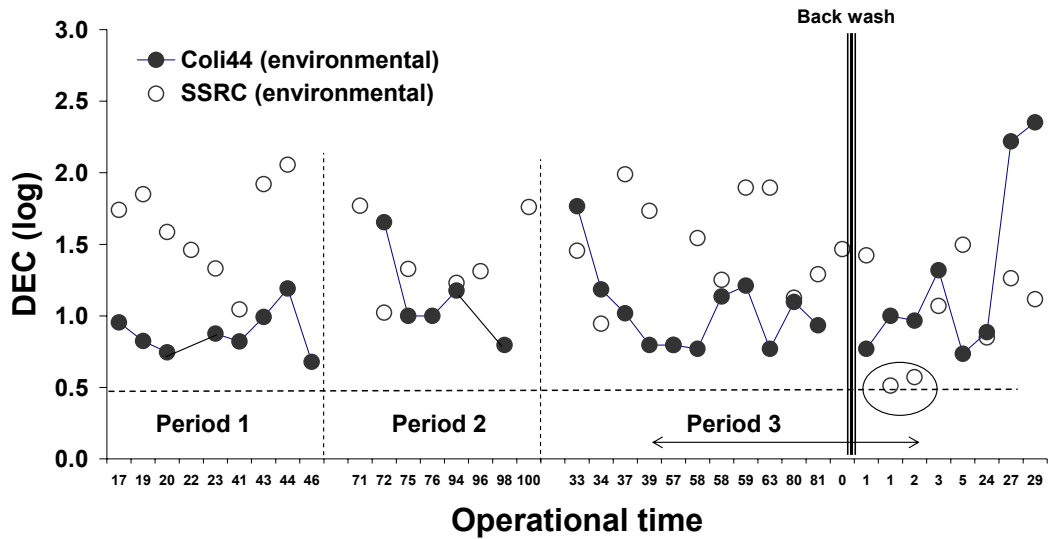 Back wash
3.0
2.5
2.0
1.5
1.0
0.5
0.0
DEC (log)
Coli44 (environmental)
SSRC (environmental)
Period 1
Period 2
Period 3
17 19 20 22 23 41 43 44 46 71 72 75 76 94 96 98 100 33 34 37 39 57 58 58 59 63 80 81 0 1 1 2 3 5 24 27 29
Operational time